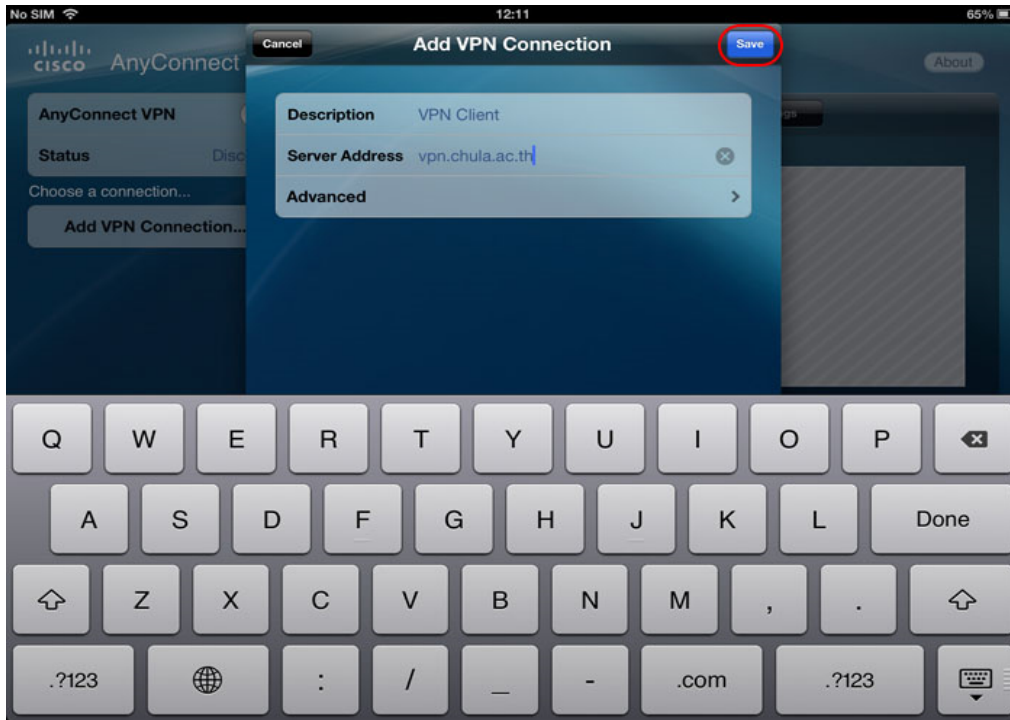 No SIM 12:11 65%
Cancel Add VPN Connection Save
CISCO AnyConnect About
AnyConnect VPN
Description VPN Client
Status Disc
Server Address vpn.chula.ac.th
Choose a connection...
Advanced
Add VPN Connection...
Q W E R T Y U I O P
A S D F G H J K L Done
Z X C V B N M , .
.?123 : / _ - .com .?123